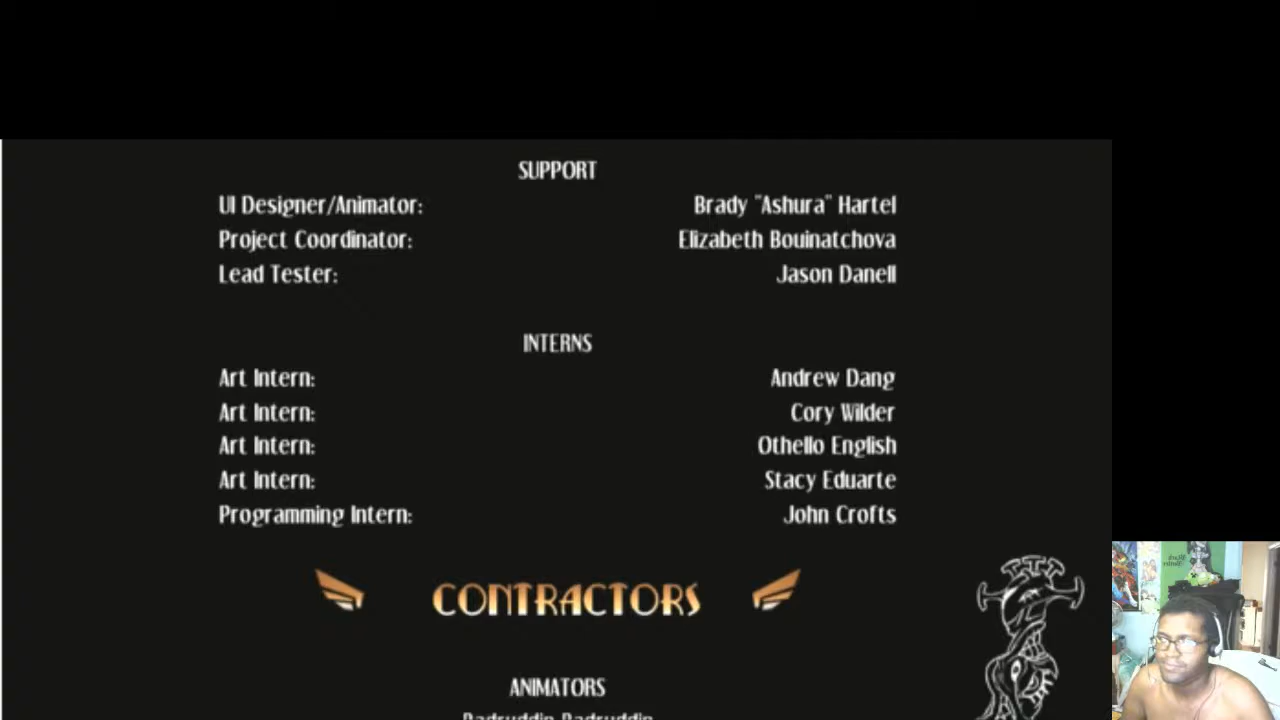 SUPPORT
UI Designer/Animator: Brady "Ashura" Hartel
Project Coordinator: Elizabeth Bouinatchova
Lead Tester: Jason Danell
INTERNS
Art Intern: Andrew Dang
Art Intern: Cory Wilder
Art Intern: Othello English
Art Intern: Stacy Eduarte
Programming Intern: John Crofts
CONTRACTORS
ANIMATORS
Badruddin Badruddin